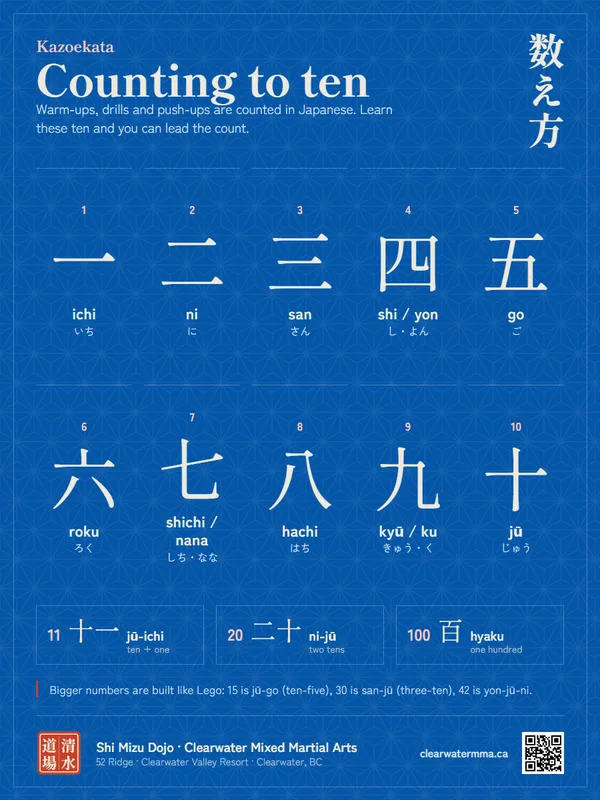 Kazoekata
Counting to ten
Warm-ups, drills and push-ups are counted in Japanese. Learn
these ten and you can lead the count.
数え方
1
一
ichi
いち
2
二
ni
に
3
三
san
さん
4
四
shi / yon
し・よん
5
五
go
ご
6
六
roku
ろく
7
七
shichi /
nana
しち・なな
8
八
hachi
はち
9
九
kyū / ku
きゅう・く
10
十
jū
じゅう
11 十一 jū-ichi
ten + one
20 二十 ni-jū
two tens
100 百 hyaku
one hundred
Bigger numbers are built like Lego: 15 is jū-go (ten-five), 30 is san-jū (three-ten), 42 is yon-jū-ni.
清水
道場
Shi Mizu Dojo · Clearwater Mixed Martial Arts
52 Ridge · Clearwater Valley Resort · Clearwater, BC
clearwatermma.ca